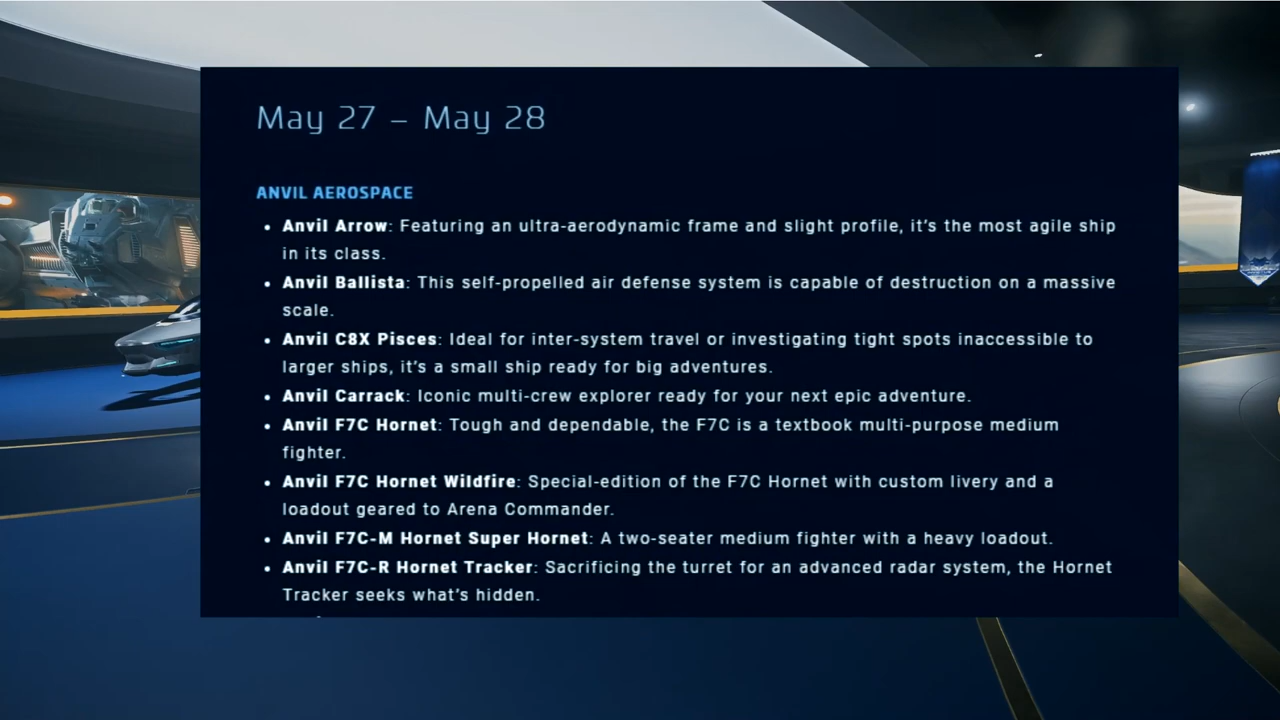 May 27 – May 28
ANVIL AEROSPACE
• Anvil Arrow: Featuring an ultra-aerodynamic frame and slight profile, it's the most agile ship
in its class.
• Anvil Ballista: This self-propelled air defense system is capable of destruction on a massive
scale.
• Anvil C8X Pisces: Ideal for inter-system travel or investigating tight spots inaccessible to
larger ships, it's a small ship ready for big adventures.
• Anvil Carrack: Iconic multi-crew explorer ready for your next epic adventure.
• Anvil F7C Hornet: Tough and dependable, the F7C is a textbook multi-purpose medium
fighter.
• Anvil F7C Hornet Wildfire: Special-edition of the F7C Hornet with custom livery and a
loadout geared to Arena Commander.
• Anvil F7C-M Hornet Super Hornet: A two-seater medium fighter with a heavy loadout.
• Anvil F7C-R Hornet Tracker: Sacrificing the turret for an advanced radar system, the Hornet
Tracker seeks what's hidden.